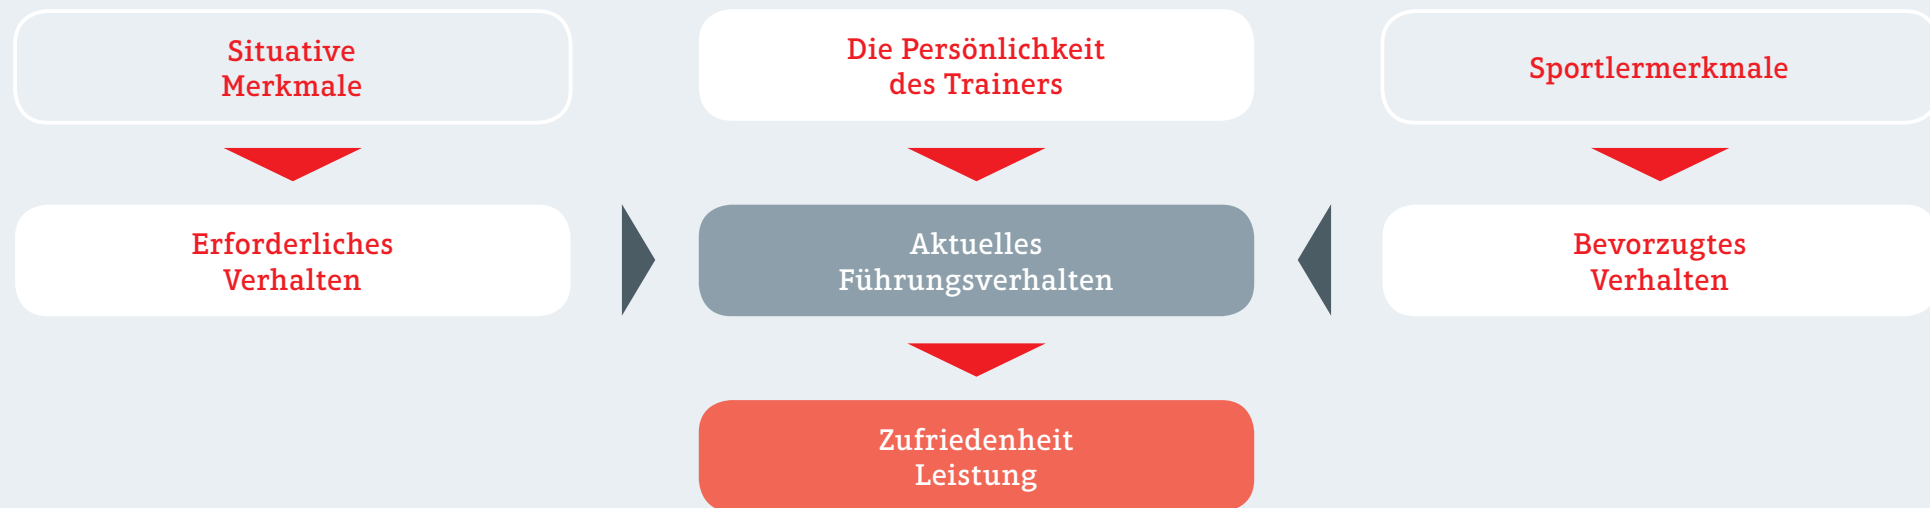 Situative
Merkmale
Die Persönlichkeit
des Trainers
Sportlermerkmale
Erforderliches
Verhalten
Aktuelles
Führungsverhalten
Bevorzugtes
Verhalten
Zufriedenheit
Leistung